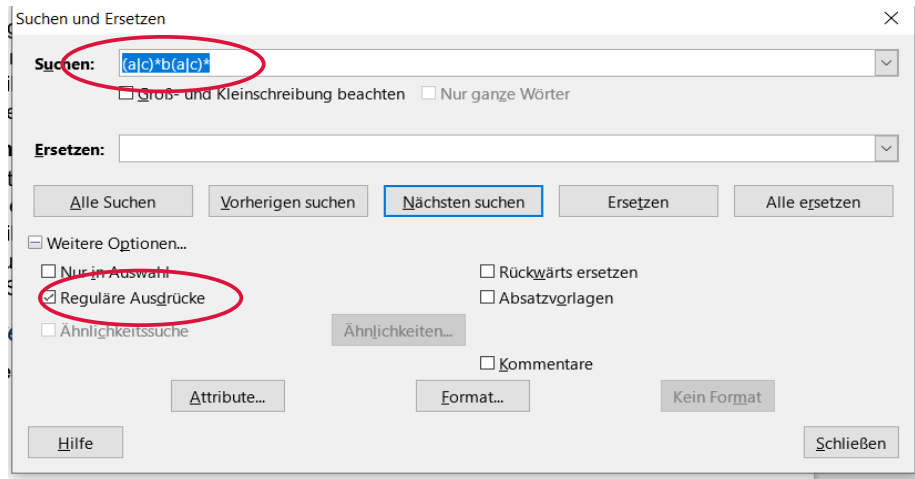 Suchen und Ersetzen
Suchen: (a|c)*b(a|c)*
Groß- und Kleinschreibung beachten Nur ganze Wörter
Ersetzen:
Alle Suchen Vorherigen suchen Nächsten suchen Ersetzen Alle ersetzen
Weitere Optionen...
Nur in Auswahl Rückwärts ersetzen
Reguläre Ausdrücke Absatzvorlagen
Ähnlichkeitssuche Ähnlichkeiten...
Kommentare
Attribute... Format... Kein Format
Hilfe Schließen